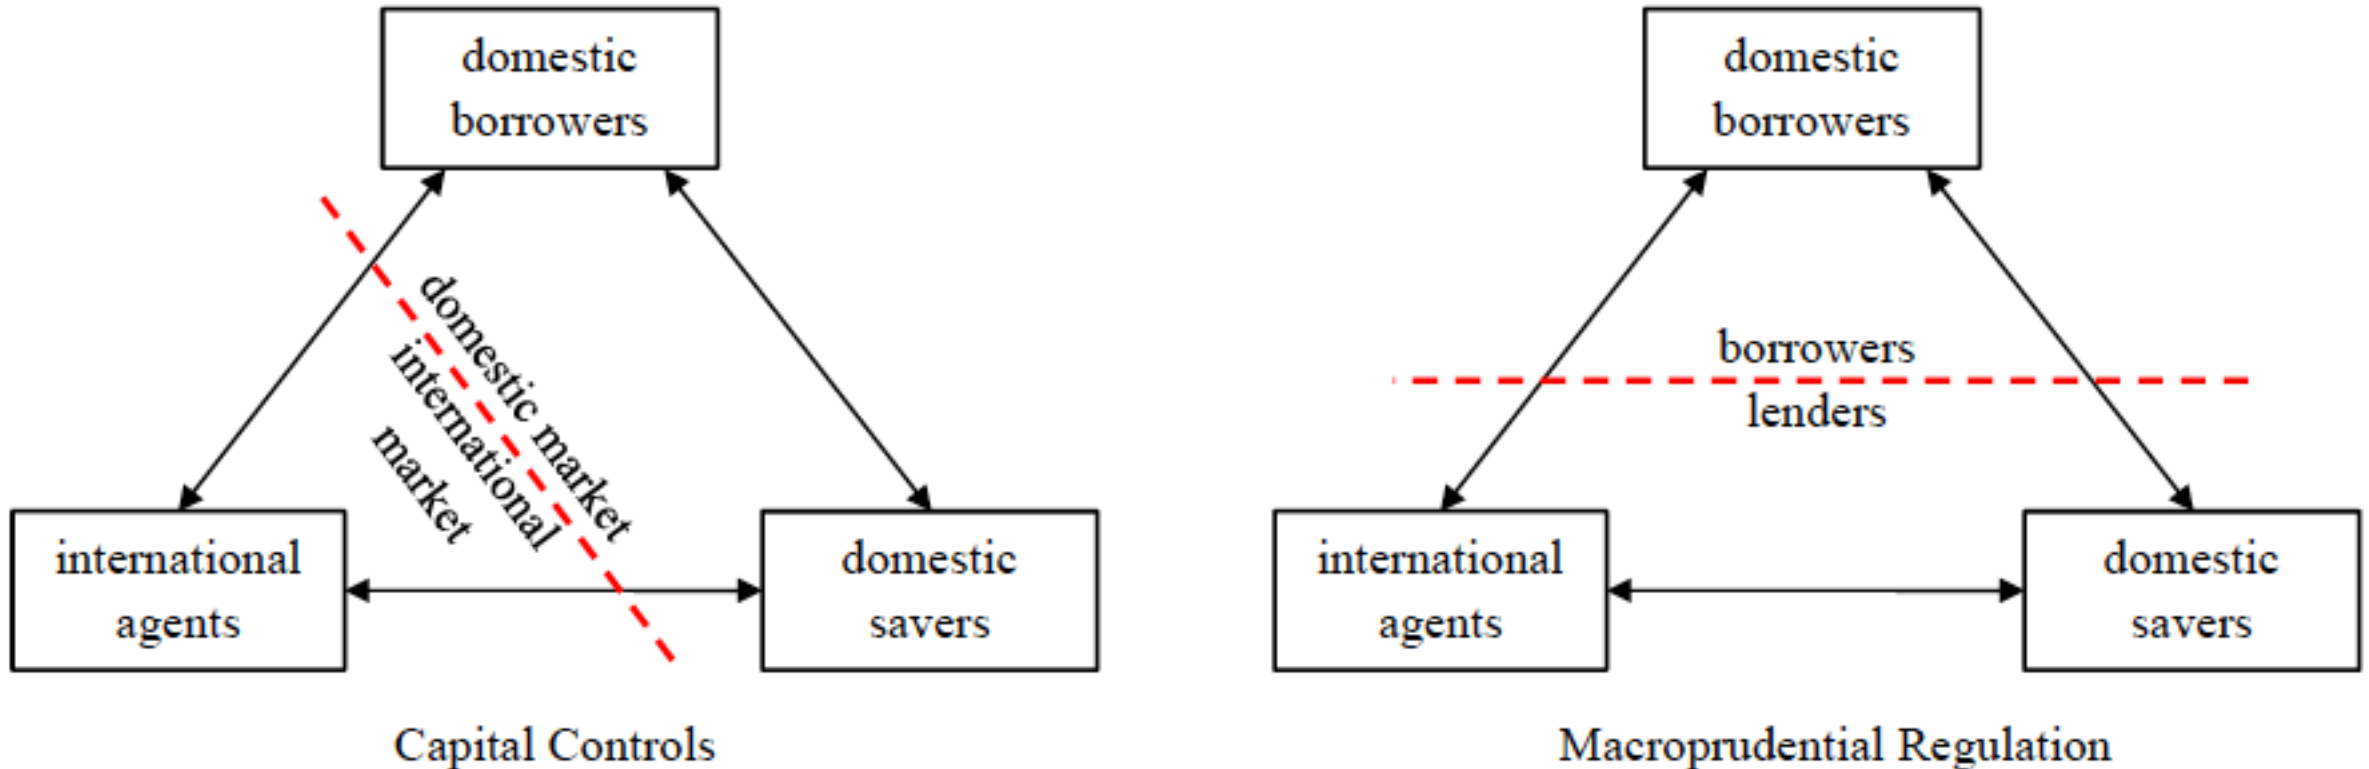 domestic
borrowers
domestic market
international
market
international
agents
domestic
savers
Capital Controls
domestic
borrowers
borrowers
lenders
international
agents
domestic
savers
Macroprudential Regulation